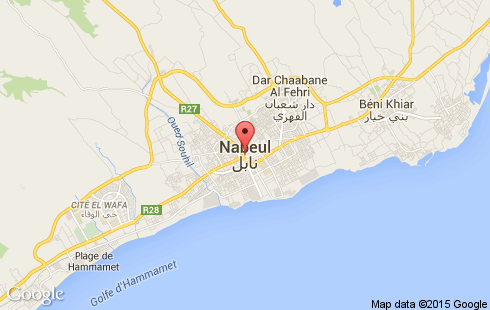 Dar Chaabane
Al Fehri
دار شعبان
الفهري
Béni Khiar
بني خيار
R27
Oued Souhil
Nabeul
نابل
CITÉ EL WAFA
حي الوفاء
R28
Plage de
Hammamet
Golfe d'Hammamet
Google
Map data ©2015 Google